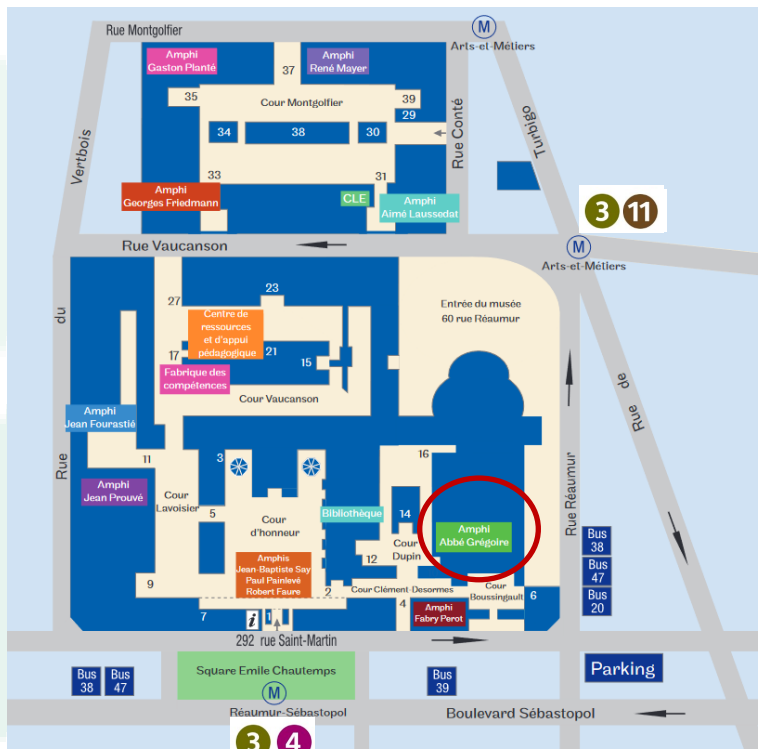 Rue Montgolfier
M
Arts-et-Métiers
Amphi
Gaston Planté
Amphi
René Mayer
37
35
Cour Montgolfier
39
29
34
38
30
Rue Conté
Turbigo
Vertbois
33
31
Amphi
Georges Friedmann
CLE
Amphi
Aimé Laussedat
3 11
Rue Vaucanson
M
Arts-et-Métiers
23
27
Entrée du musée
60 rue Réaumur
Centre de
ressources
et d'appui
pédagogique
du
17
21
15
Fabrique des
compétences
Cour Vaucanson
Rue de
Amphi
Jean Fourastié
11
3
16
Rue
Amphi
Jean Prouvé
Cour
Lavoisier
5
Cour
d'honneur
Bibliothèque
14
Amphi
Abbé Grégoire
Rue Réaumur
Bus
38
Cour
Dupin
12
Amphis
Jean-Baptiste Say
Paul Painlevé
Robert Faure
Bus
47
9
2
Cour Clément-Desormes
Cour
Boussingault
6
Bus
20
7
i
1
4
Amphi
Fabry Perot
292 rue Saint-Martin
Square Emile Chautemps
Parking
Bus
38
Bus
47
Bus
39
M
Réaumur-Sébastopol
Boulevard Sébastopol
3 4